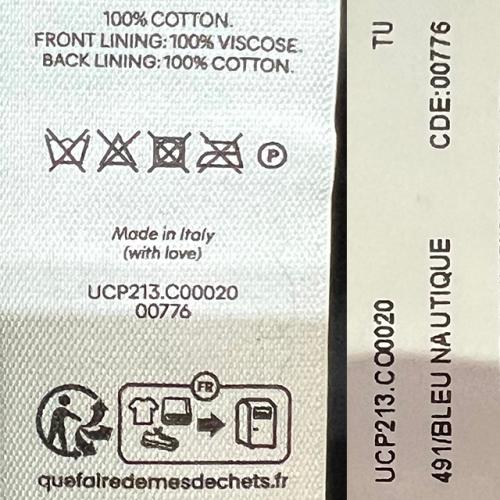 100% COTTON.
FRONT LINING: 100% VISCOSE.
BACK LINING: 100% COTTON.
P
Made in Italy
(with love)
UCP213.C00020
00776
FR
quefairedemesdechets.fr
TU
UCP213.C00020
CDE:00776
491/BLEU NAUTIQUE